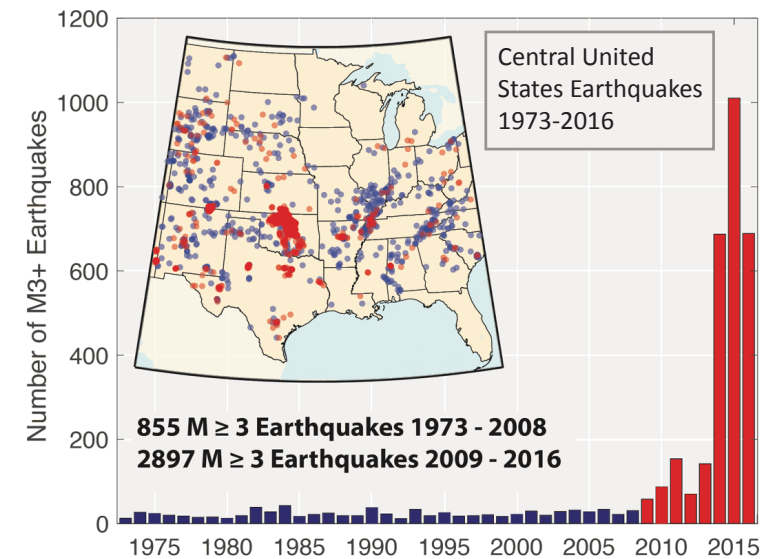 1200
1000
800
600
400
200
0
Number of M3+ Earthquakes
Central United
States Earthquakes
1973-2016
855 M ≥ 3 Earthquakes 1973 - 2008
2897 M ≥ 3 Earthquakes 2009 - 2016
1975 1980 1985 1990 1995 2000 2005 2010 2015